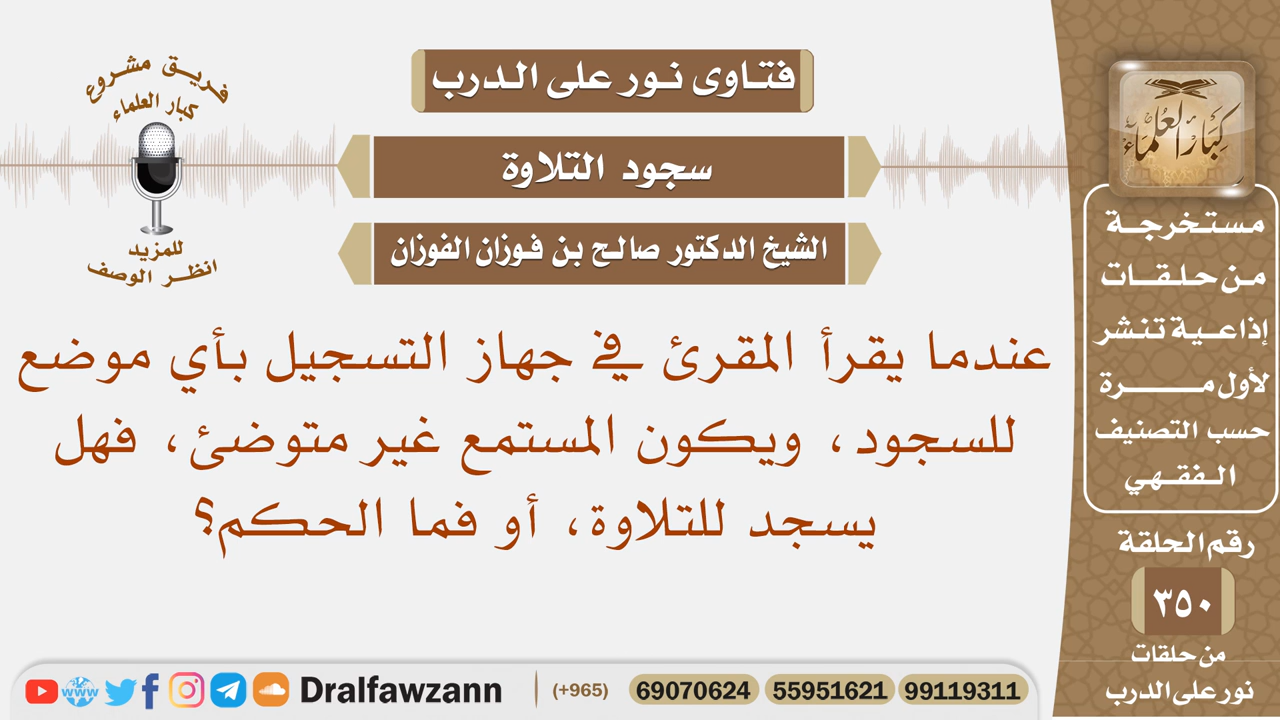 فتاوى نور على الدرب
سجود التلاوة
الشيخ الدكتور صالح بن فوزان الفوزان
عندما يقرأ المقرئ في جهاز التسجيل بأي موضع
للسجود، ويكون المستمع غير متوضئ، فهل
يسجد للتلاوة، أو فما الحكم؟
كبار العلماء
مستخرجة
من حلقات
إذاعية تنشر
لأول مرة
حسب التصنيف
الفقهي
رقم الحلقة
٣٥٠
من حلقات
نور على الدرب
فريق مشروع
كبار العلماء
للمزيد
انظر الوصف
www
Dralfawzann
(+965) 69070624 55951621 99119311